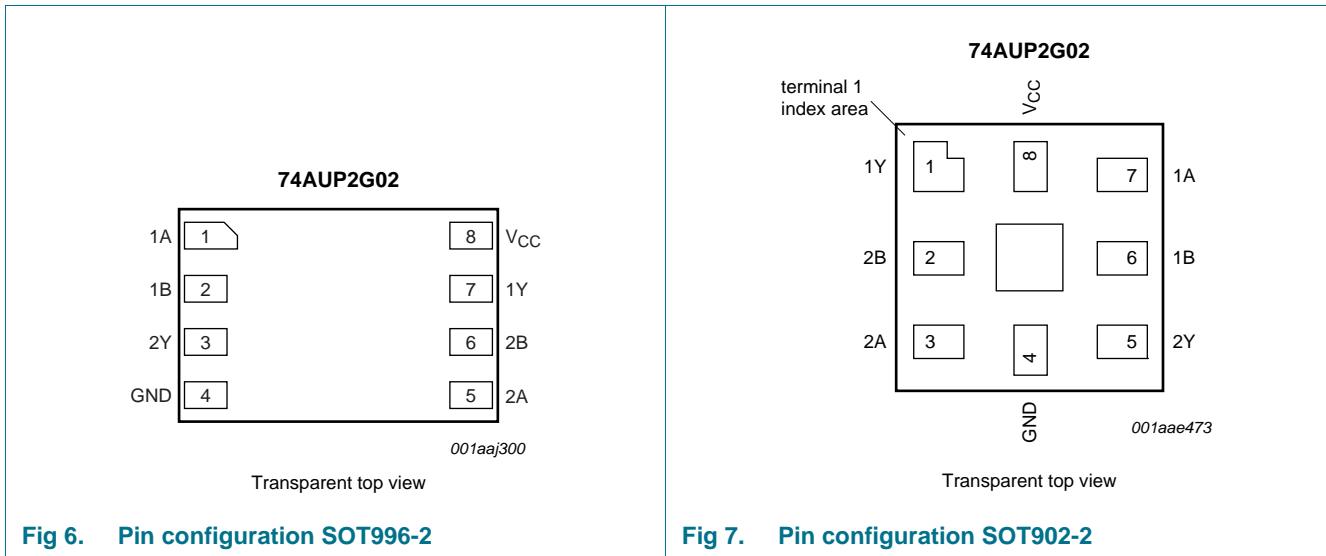 74AUP2G02
1A 1 8 VCC
1B 2 7 1Y
2Y 3 6 2B
GND 4 5 2A
001aaj300
Transparent top view
Fig 6. Pin configuration SOT996-2
74AUP2G02
terminal 1
index area
VCC
1Y 1 8 7 1A
2B 2 6 1B
2A 3 4 5 2Y
GND
001aae473
Transparent top view
Fig 7. Pin configuration SOT902-2